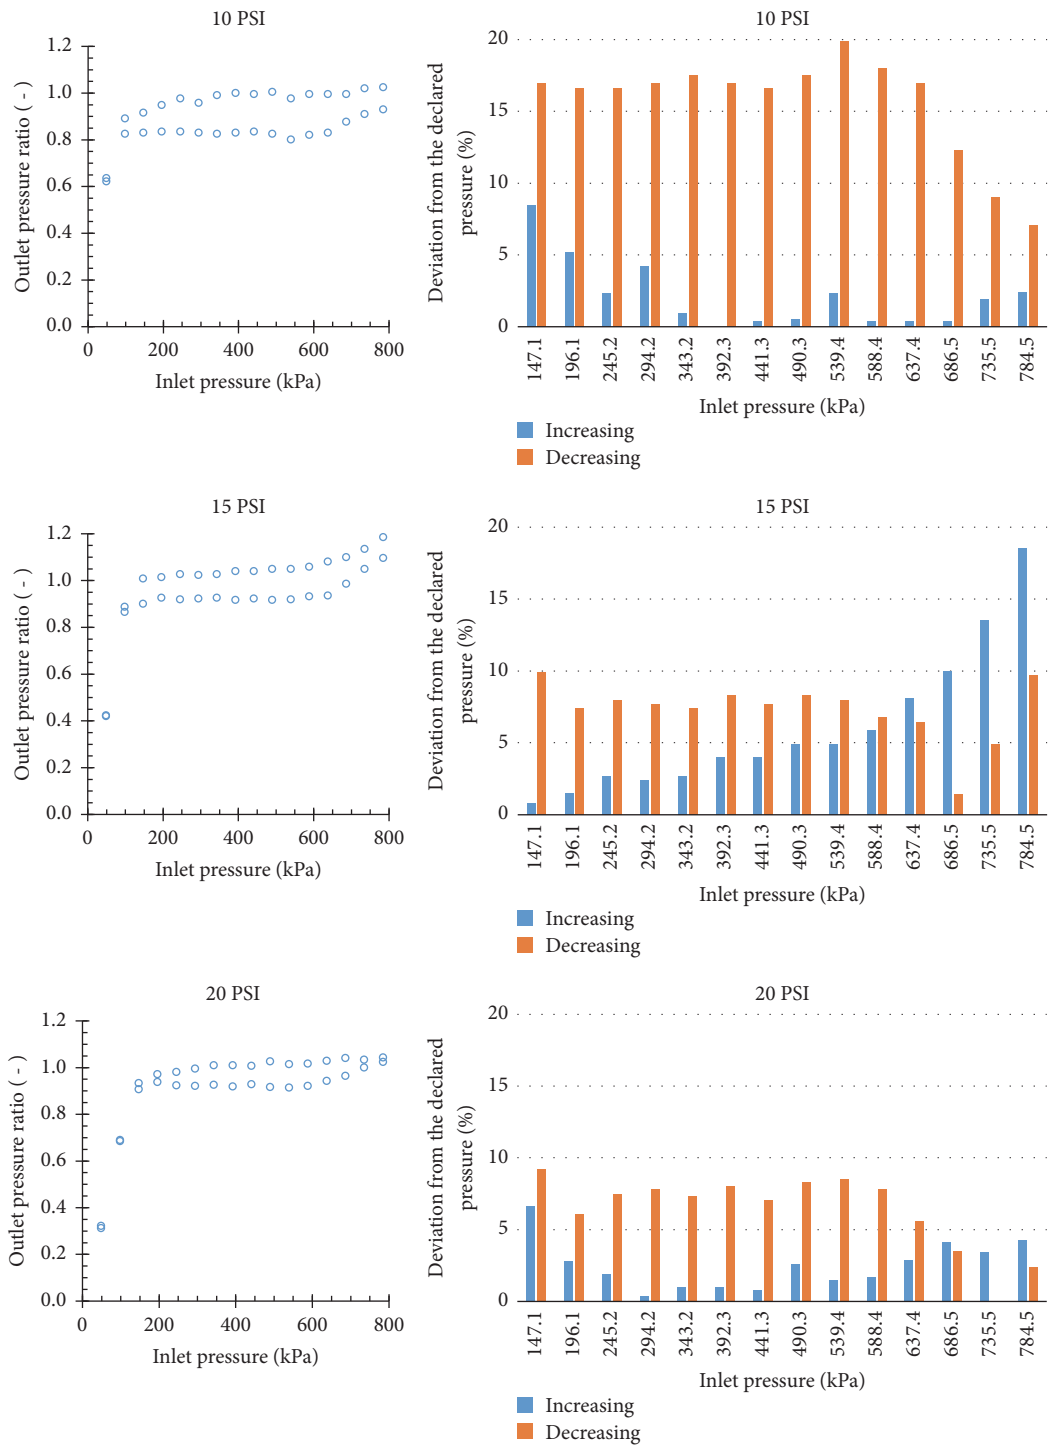 10 PSI
Outlet pressure ratio ( - )
1.2
1.0
0.8
0.6
0.4
0.2
0.0
0 200 400 600 800
Inlet pressure (kPa)
10 PSI
Deviation from the declared
pressure (%)
20
15
10
5
0
147.1 196.1 245.2 294.2 343.2 392.3 441.3 490.3 539.4 588.4 637.4 686.5 735.5 784.5
Inlet pressure (kPa)
Increasing
Decreasing
15 PSI
Outlet pressure ratio ( - )
1.2
1.0
0.8
0.6
0.4
0.2
0.0
0 200 400 600 800
Inlet pressure (kPa)
15 PSI
Deviation from the declared
pressure (%)
20
15
10
5
0
147.1 196.1 245.2 294.2 343.2 392.3 441.3 490.3 539.4 588.4 637.4 686.5 735.5 784.5
Inlet pressure (kPa)
Increasing
Decreasing
20 PSI
Outlet pressure ratio ( - )
1.2
1.0
0.8
0.6
0.4
0.2
0.0
0 200 400 600 800
Inlet pressure (kPa)
20 PSI
Deviation from the declared
pressure (%)
20
15
10
5
0
147.1 196.1 245.2 294.2 343.2 392.3 441.3 490.3 539.4 588.4 637.4 686.5 735.5 784.5
Inlet pressure (kPa)
Increasing
Decreasing